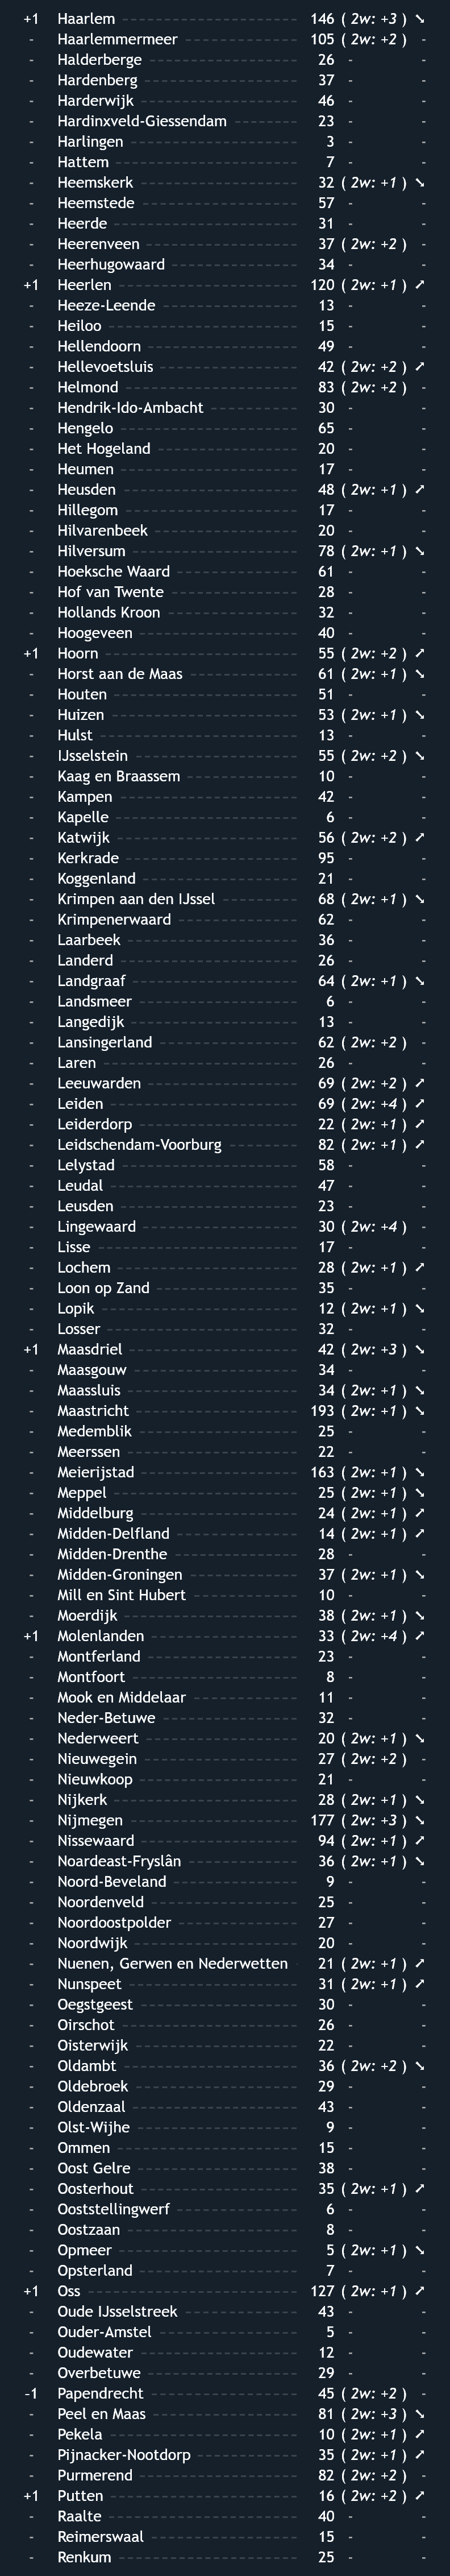 +1 Haarlem 146 ( 2w: +3 ) ↘
- Haarlemmermeer 105 ( 2w: +2 ) -
- Halderberge 26 - -
- Hardenberg 37 - -
- Harderwijk 46 - -
- Hardinxveld-Giessendam 23 - -
- Harlingen 3 - -
- Hattem 7 - -
- Heemskerk 32 ( 2w: +1 ) ↘
- Heemstede 57 - -
- Heerde 31 - -
- Heerenveen 37 ( 2w: +2 ) -
- Heerhugowaard 34 - -
+1 Heerlen 120 ( 2w: +1 ) ↗
- Heeze-Leende 13 - -
- Heiloo 15 - -
- Hellendoorn 49 - -
- Hellevoetsluis 42 ( 2w: +2 ) ↗
- Helmond 83 ( 2w: +2 ) -
- Hendrik-Ido-Ambacht 30 - -
- Hengelo 65 - -
- Het Hogeland 20 - -
- Heumen 17 - -
- Heusden 48 ( 2w: +1 ) ↗
- Hillegom 17 - -
- Hilvarenbeek 20 - -
- Hilversum 78 ( 2w: +1 ) ↘
- Hoeksche Waard 61 - -
- Hof van Twente 28 - -
- Hollands Kroon 32 - -
- Hoogeveen 40 - -
+1 Hoorn 55 ( 2w: +2 ) ↗
- Horst aan de Maas 61 ( 2w: +1 ) ↘
- Houten 51 - -
- Huizen 53 ( 2w: +1 ) ↘
- Hulst 13 - -
- IJsselstein 55 ( 2w: +2 ) ↘
- Kaag en Braassem 10 - -
- Kampen 42 - -
- Kapelle 6 - -
- Katwijk 56 ( 2w: +2 ) ↗
- Kerkrade 95 - -
- Koggenland 21 - -
- Krimpen aan den IJssel 68 ( 2w: +1 ) ↘
- Krimpenerwaard 62 - -
- Laarbeek 36 - -
- Landerd 26 - -
- Landgraaf 64 ( 2w: +1 ) ↘
- Landsmeer 6 - -
- Langedijk 13 - -
- Lansingerland 62 ( 2w: +2 ) -
- Laren 26 - -
- Leeuwarden 69 ( 2w: +2 ) ↗
- Leiden 69 ( 2w: +4 ) ↗
- Leiderdorp 22 ( 2w: +1 ) ↗
- Leidschendam-Voorburg 82 ( 2w: +1 ) ↗
- Lelystad 58 - -
- Leudal 47 - -
- Leusden 23 - -
- Lingewaard 30 ( 2w: +4 ) -
- Lisse 17 - -
- Lochem 28 ( 2w: +1 ) ↗
- Loon op Zand 35 - -
- Lopik 12 ( 2w: +1 ) ↘
- Losser 32 - -
+1 Maasdriel 42 ( 2w: +3 ) ↘
- Maasgouw 34 - -
- Maassluis 34 ( 2w: +1 ) ↘
- Maastricht 193 ( 2w: +1 ) ↘
- Medemblik 25 - -
- Meerssen 22 - -
- Meierijstad 163 ( 2w: +1 ) ↘
- Meppel 25 ( 2w: +1 ) ↘
- Middelburg 24 ( 2w: +1 ) ↗
- Midden-Delfland 14 ( 2w: +1 ) ↗
- Midden-Drenthe 28 - -
- Midden-Groningen 37 ( 2w: +1 ) ↘
- Mill en Sint Hubert 10 - -
- Moerdijk 38 ( 2w: +1 ) ↘
+1 Molenlanden 33 ( 2w: +4 ) ↗
- Montferland 23 - -
- Montfoort 8 - -
- Mook en Middelaar 11 - -
- Neder-Betuwe 32 - -
- Nederweert 20 ( 2w: +1 ) ↘
- Nieuwegein 27 ( 2w: +2 ) -
- Nieuwkoop 21 - -
- Nijkerk 28 ( 2w: +1 ) ↘
- Nijmegen 177 ( 2w: +3 ) ↘
- Nissewaard 94 ( 2w: +1 ) ↗
- Noardeast-Fryslân 36 ( 2w: +1 ) ↘
- Noord-Beveland 9 - -
- Noordenveld 25 - -
- Noordoostpolder 27 - -
- Noordwijk 20 - -
- Nuenen, Gerwen en Nederwetten 21 ( 2w: +1 ) ↗
- Nunspeet 31 ( 2w: +1 ) ↗
- Oegstgeest 30 - -
- Oirschot 26 - -
- Oisterwijk 22 - -
- Oldambt 36 ( 2w: +2 ) ↘
- Oldebroek 29 - -
- Oldenzaal 43 - -
- Olst-Wijhe 9 - -
- Ommen 15 - -
- Oost Gelre 38 - -
- Oosterhout 35 ( 2w: +1 ) ↗
- Ooststellingwerf 6 - -
- Oostzaan 8 - -
- Opmeer 5 ( 2w: +1 ) ↘
- Opsterland 7 - -
+1 Oss 127 ( 2w: +1 ) ↗
- Oude IJsselstreek 43 - -
- Ouder-Amstel 5 - -
- Oudewater 12 - -
- Overbetuwe 29 - -
-1 Papendrecht 45 ( 2w: +2 ) -
- Peel en Maas 81 ( 2w: +3 ) ↘
- Pekela 10 ( 2w: +1 ) ↗
- Pijnacker-Nootdorp 35 ( 2w: +1 ) ↗
- Purmerend 82 ( 2w: +2 ) -
+1 Putten 16 ( 2w: +2 ) ↗
- Raalte 40 - -
- Reimerswaal 15 - -
- Renkum 25 - -